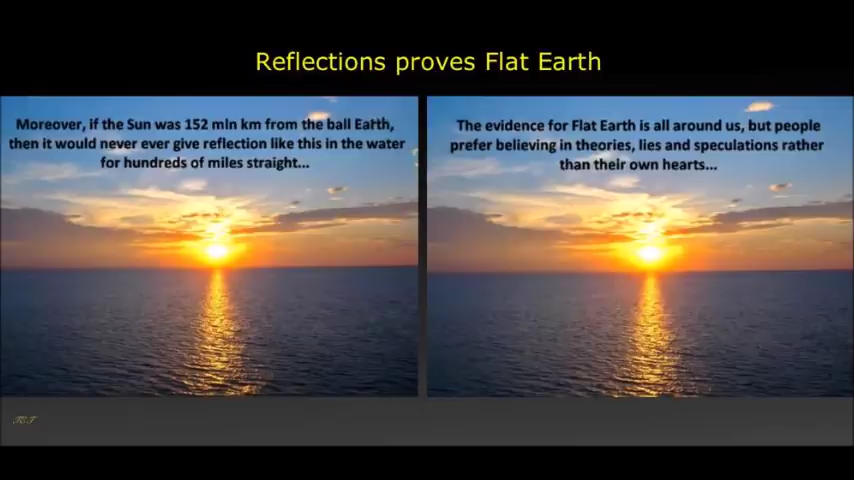 Reflections proves Flat Earth
Moreover, if the Sun was 152 mln km from the ball Earth,
then it would never ever give reflection like this in the water
for hundreds of miles straight...
The evidence for Flat Earth is all around us, but people
prefer believing in theories, lies and speculations rather
than their own hearts...